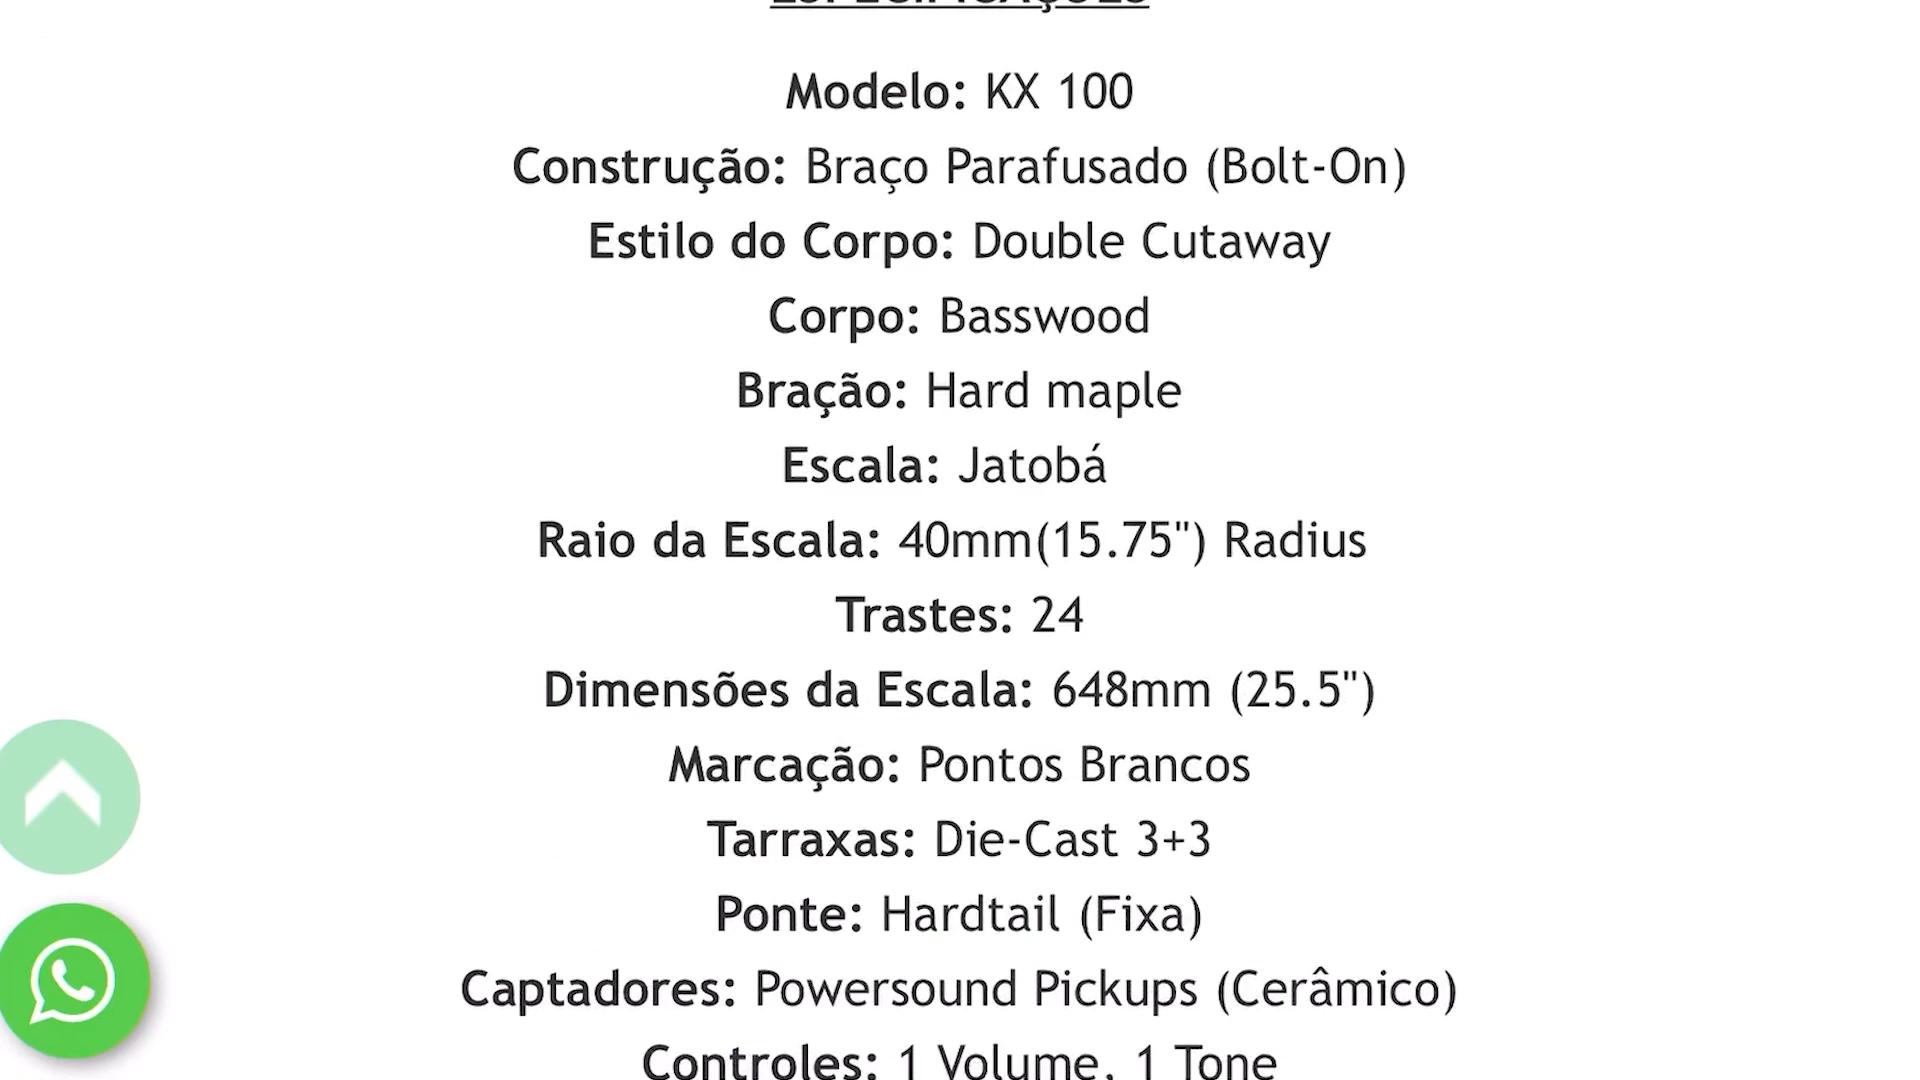 ESPECIFICAÇÕES
Modelo: KX 100
Construção: Braço Parafusado (Bolt-On)
Estilo do Corpo: Double Cutaway
Corpo: Basswood
Bração: Hard maple
Escala: Jatobá
Raio da Escala: 40mm(15.75") Radius
Trastes: 24
Dimensões da Escala: 648mm (25.5")
Marcação: Pontos Brancos
Tarraxas: Die-Cast 3+3
Ponte: Hardtail (Fixa)
Captadores: Powersound Pickups (Cerâmico)
Controles: 1 Volume, 1 Tone